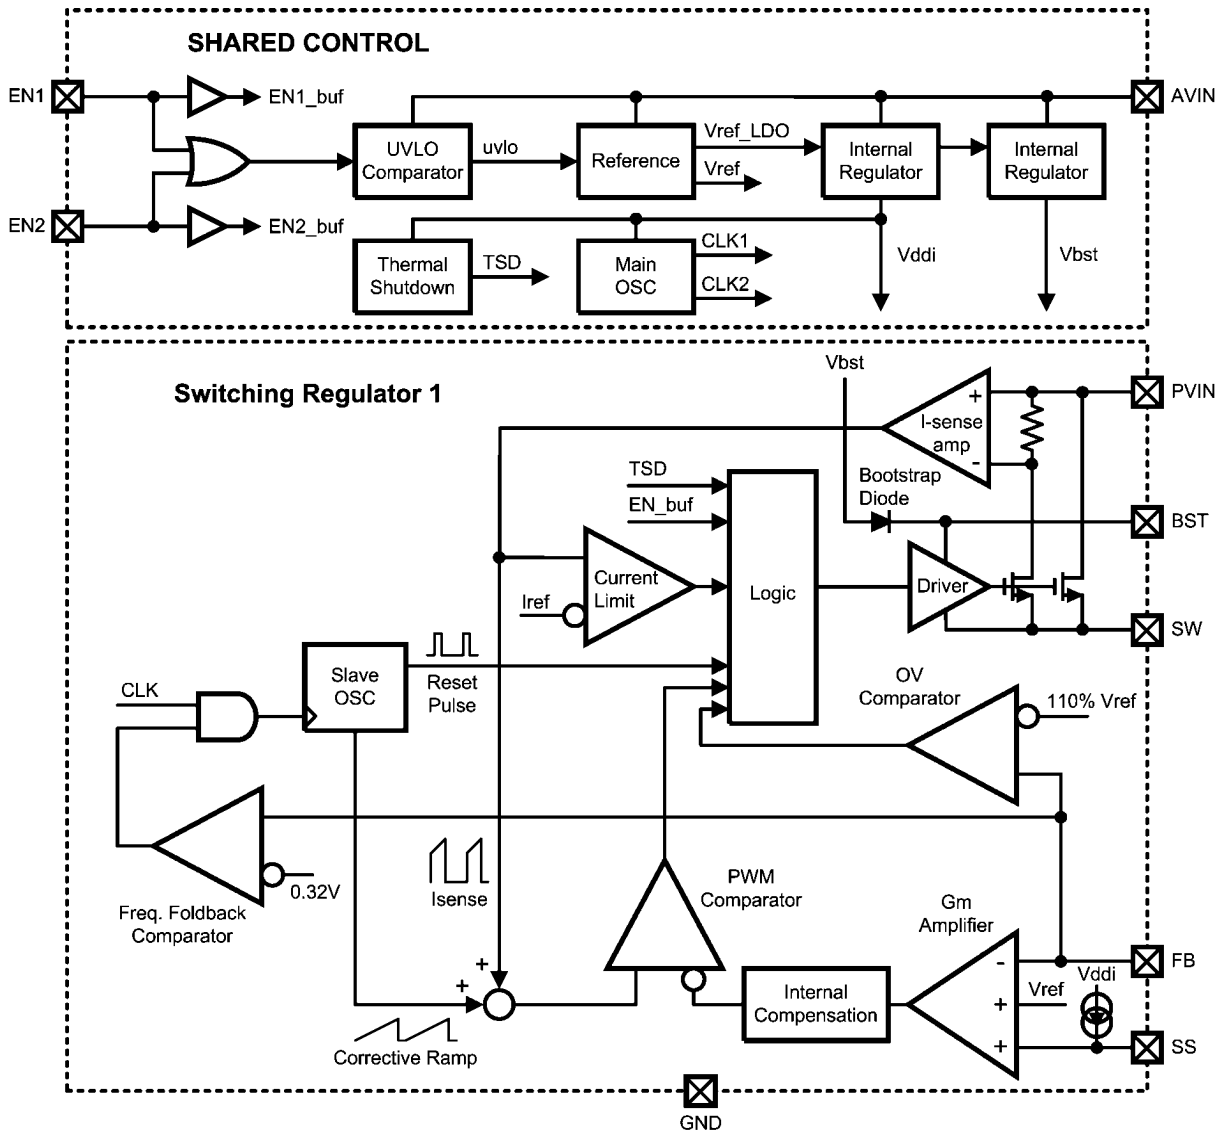 SHARED CONTROL
EN1
EN1_buf
AVIN
UVLO
Comparator
uvlo
Reference
Vref_LDO
Vref
Internal
Regulator
Internal
Regulator
EN2
EN2_buf
Thermal
Shutdown
TSD
Main
OSC
CLK1
CLK2
Vddi
Vbst
Switching Regulator 1
Vbst
+
I-sense
amp
-
PVIN
TSD
EN_buf
Bootstrap
Diode
BST
Current
Limit
Iref
Logic
Driver
SW
Slave
OSC
Reset
Pulse
CLK
OV
Comparator
110% Vref
0.32V
Freq. Foldback
Comparator
Isense
PWM
Comparator
Gm
Amplifier
-
FB
+
+
Corrective Ramp
Internal
Compensation
+
Vref
Vddi
+
SS
GND